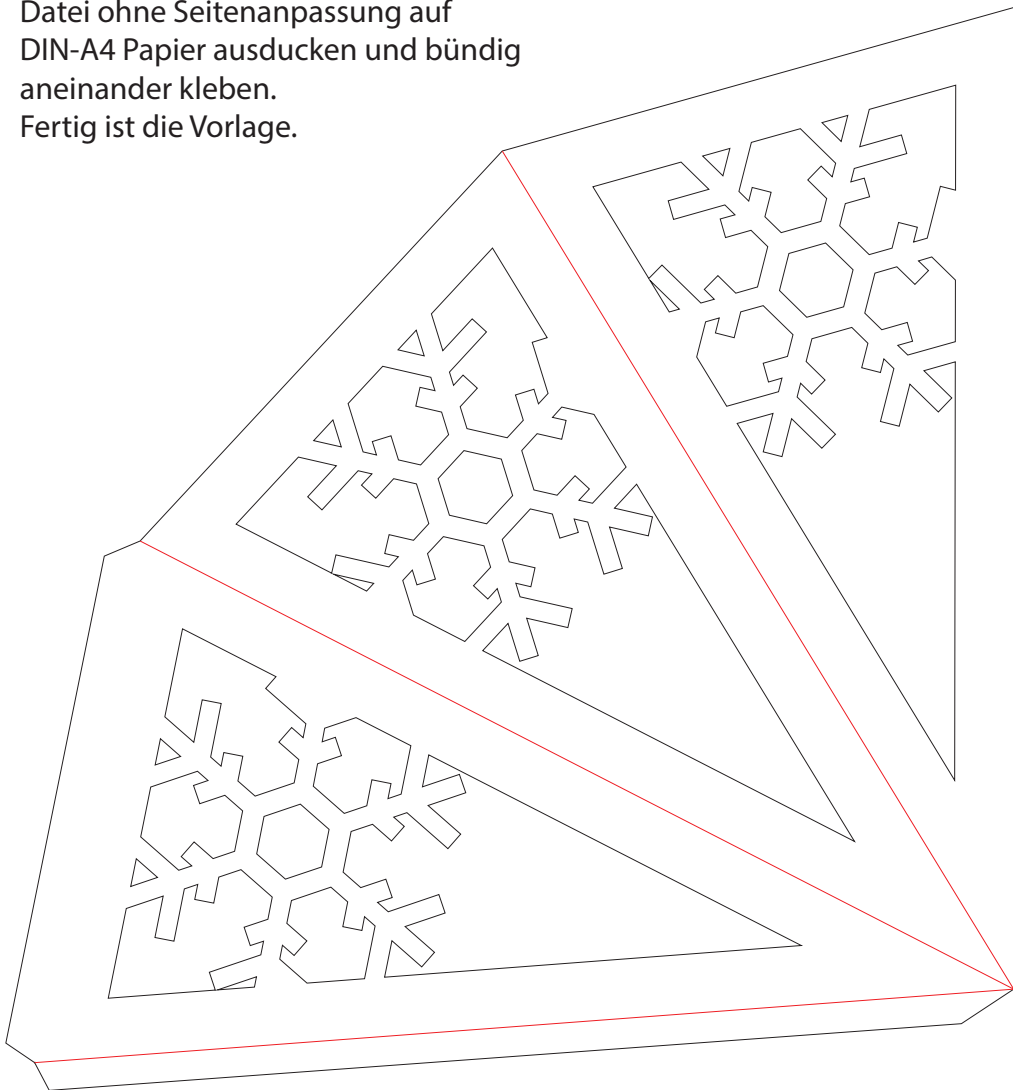 Datei ohne Seitenanpassung auf
DIN-A4 Papier ausducken und bündig
aneinander kleben.
Fertig ist die Vorlage.